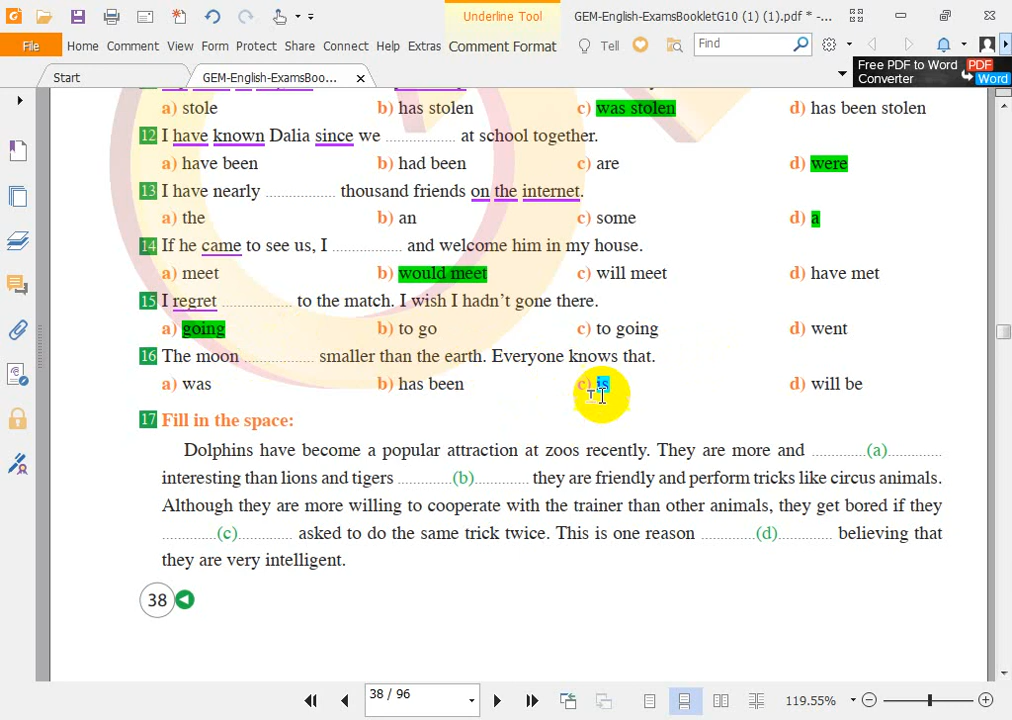 Underline Tool
GEM-English-ExamsBookletG10 (1) (1).pdf * - ...
File Home Comment View Form Protect Share Connect Help Extras Comment Format Tell Find
Start GEM-English-ExamsBoo...
Free PDF to Word Converter PDF Word
a) stole b) has stolen c) was stolen d) has been stolen
12 I have known Dalia since we .................... at school together.
a) have been b) had been c) are d) were
13 I have nearly .................... thousand friends on the internet.
a) the b) an c) some d) a
14 If he came to see us, I .................... and welcome him in my house.
a) meet b) would meet c) will meet d) have met
15 I regret .................... to the match. I wish I hadn't gone there.
a) going b) to go c) to going d) went
16 The moon .................... smaller than the earth. Everyone knows that.
a) was b) has been c) is d) will be
17 Fill in the space:
Dolphins have become a popular attraction at zoos recently. They are more and ...............(a)...............
interesting than lions and tigers ...............(b)............... they are friendly and perform tricks like circus animals.
Although they are more willing to cooperate with the trainer than other animals, they get bored if they
...............(c)............... asked to do the same trick twice. This is one reason ...............(d)............... believing that
they are very intelligent.
38
38 / 96
119.55%